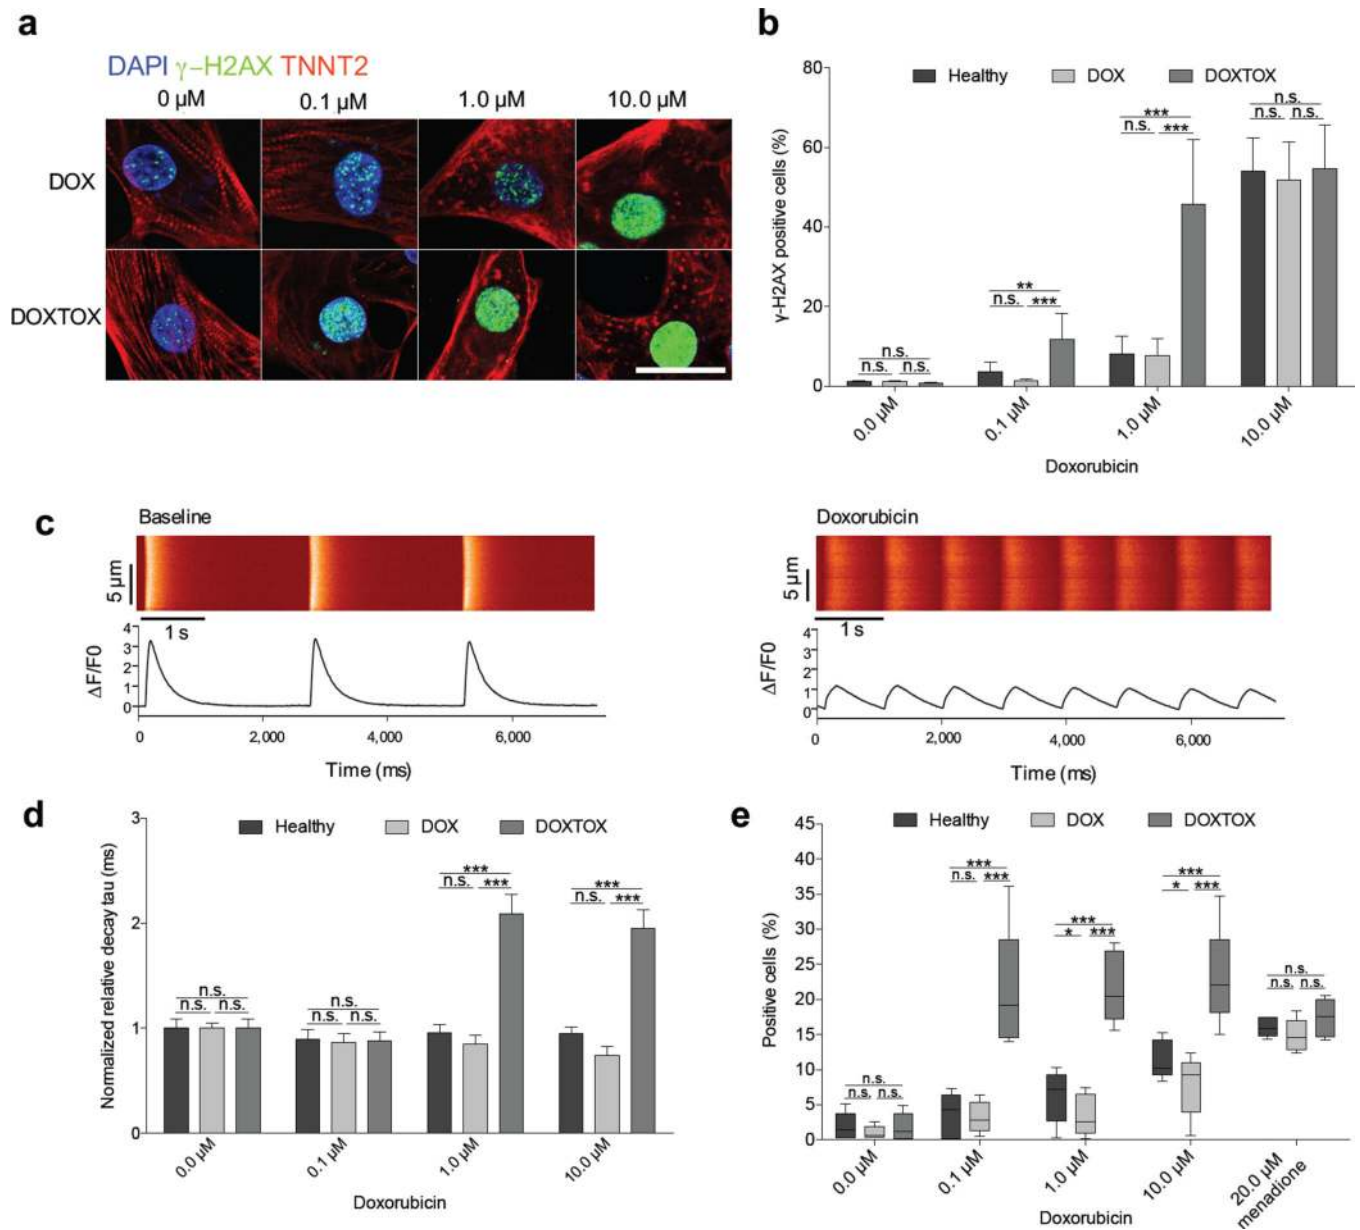 a
DAPI γ–H2AX TNNT2
0 µM 0.1 µM 1.0 µM 10.0 µM
DOX
DOXTOX
b
Healthy DOX DOXTOX
γ-H2AX positive cells (%)
80
60
40
20
0
n.s.
n.s. n.s.
**
n.s. ***
***
n.s. ***
n.s.
n.s. n.s.
0.0 µM 0.1 µM 1.0 µM 10.0 µM
Doxorubicin
c
Baseline
5 µm
1 s
ΔF/F0
4
3
2
1
0
0 2,000 4,000 6,000
Time (ms)
Doxorubicin
5 µm
1 s
ΔF/F0
4
3
2
1
0
0 2,000 4,000 6,000
Time (ms)
d
Healthy DOX DOXTOX
Normalized relative decay tau (ms)
3
2
1
0
n.s.
n.s. n.s.
n.s.
n.s. n.s.
***
n.s. ***
***
n.s. ***
0.0 µM 0.1 µM 1.0 µM 10.0 µM
Doxorubicin
e
Healthy DOX DOXTOX
Positive cells (%)
45
40
35
30
25
20
15
10
5
0
n.s.
n.s. n.s.
***
n.s. ***
***
* ***
***
* ***
n.s.
n.s. n.s.
0.0 µM 0.1 µM 1.0 µM 10.0 µM 20.0 µM
menadione
Doxorubicin